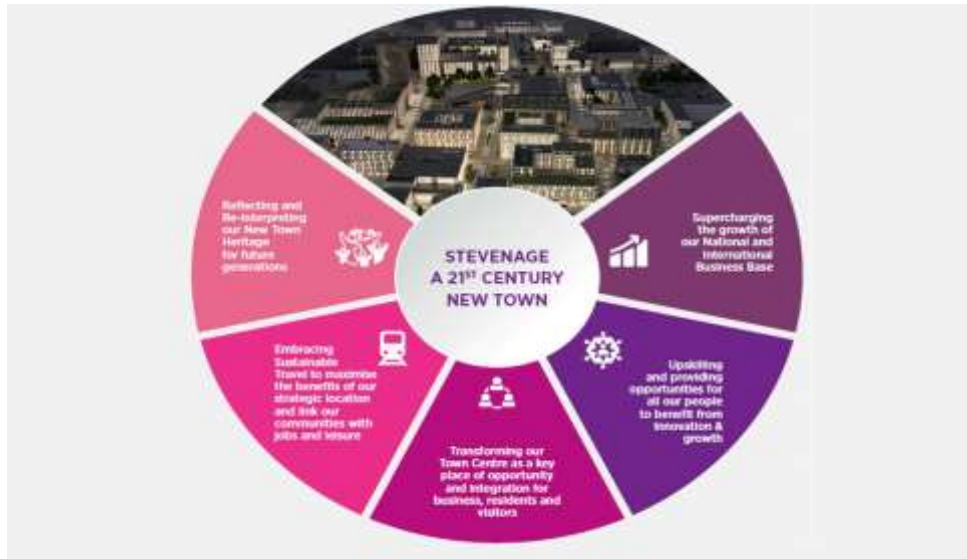 STEVENAGE
A 21ST CENTURY
NEW TOWN
Supercharging
the growth of
our National and
International
Business Base
Upskilling
and providing
opportunities for
all our people
to benefit from
innovation &
growth
Transforming our
Town Centre as a key
place of opportunity
and integration for
business, residents and
visitors
Embracing
Sustainable
Travel to maximise
the benefits of our
strategic location
and link our
communities with
jobs and leisure
Reflecting and
Re-interpreting
our New Town
Heritage
for future
generations